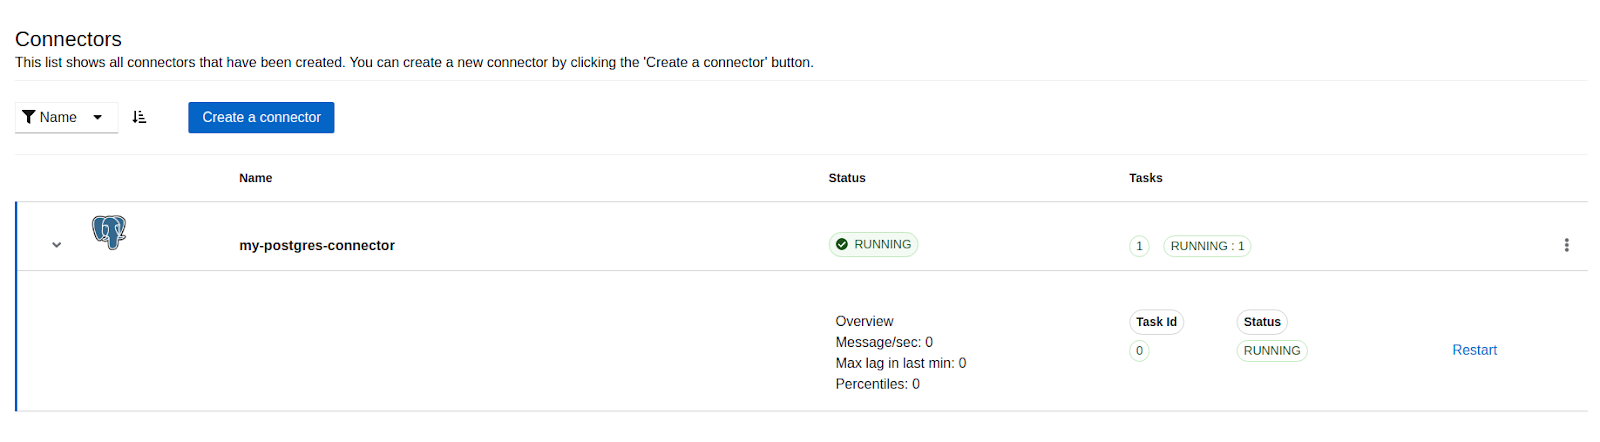 Connectors
This list shows all connectors that have been created. You can create a new connector by clicking the 'Create a connector' button.
Name
Create a connector
Name Status Tasks
my-postgres-connector RUNNING 1 RUNNING : 1
Overview Task Id Status
Message/sec: 0 0 RUNNING Restart
Max lag in last min: 0
Percentiles: 0